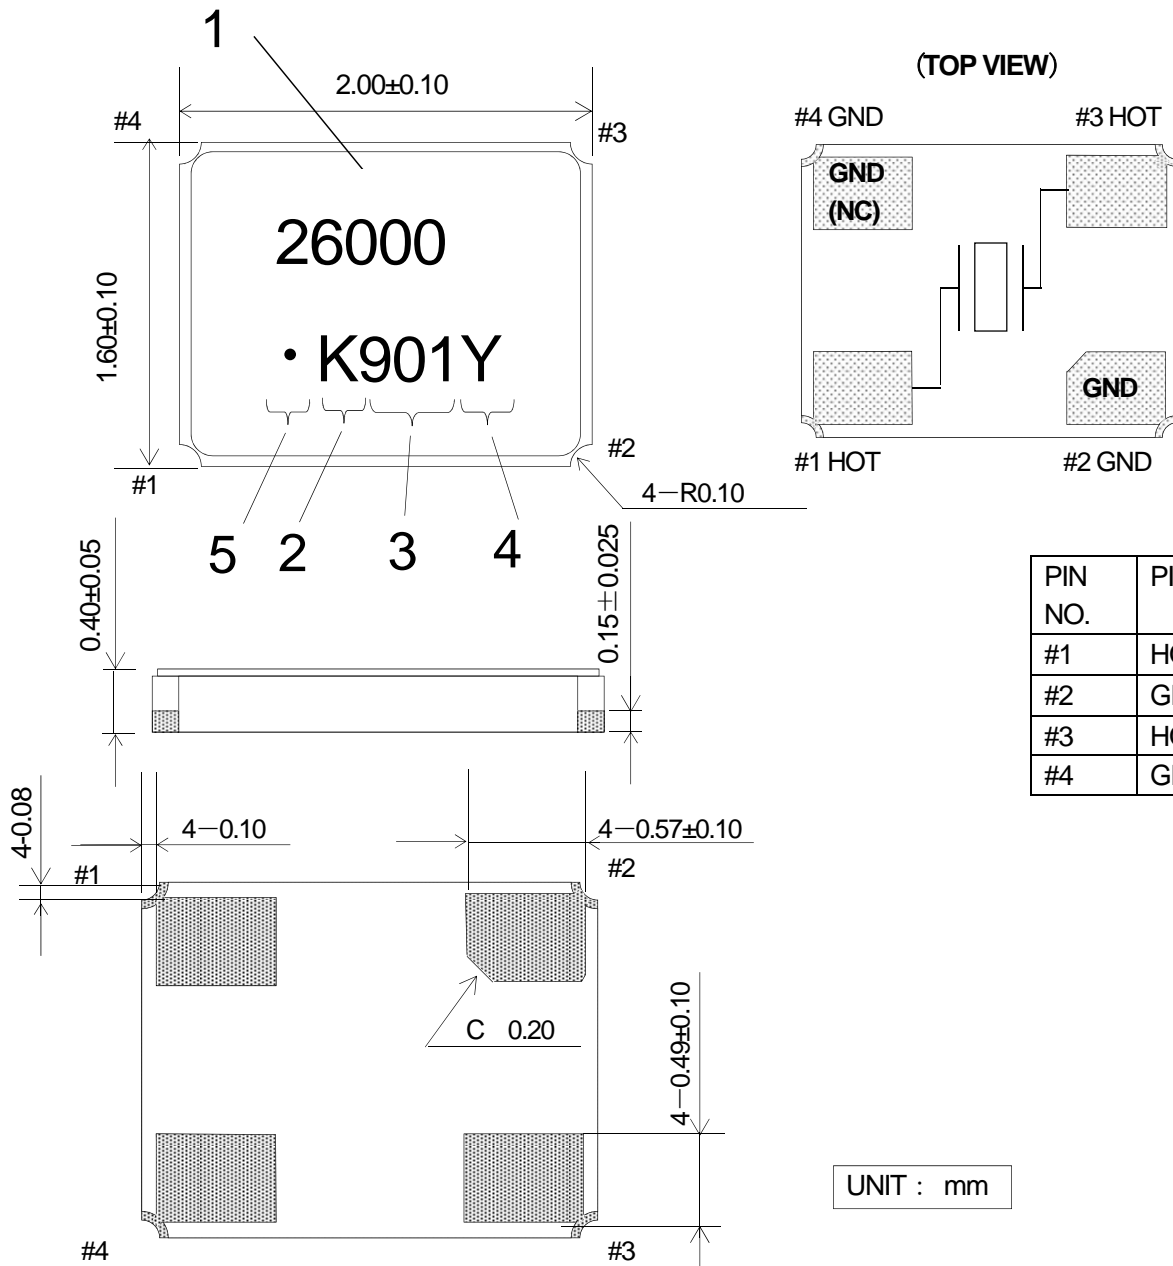 1
(TOP VIEW)
2.00±0.10
#4
#3
#4 GND
#3 HOT
GND
(NC)
26000
1.60±0.10
・K901Y
GND
#2
#1
#1 HOT
#2 GND
4－R0.10
5
2
3
4
0.40±0.05
0.15±0.025
PIN
NO.
#1
#2
#3
#4
4-0.08
4－0.10
4－0.57±0.10
#1
#2
C 0.20
4－0.49±0.10
UNIT : mm
#4
#3